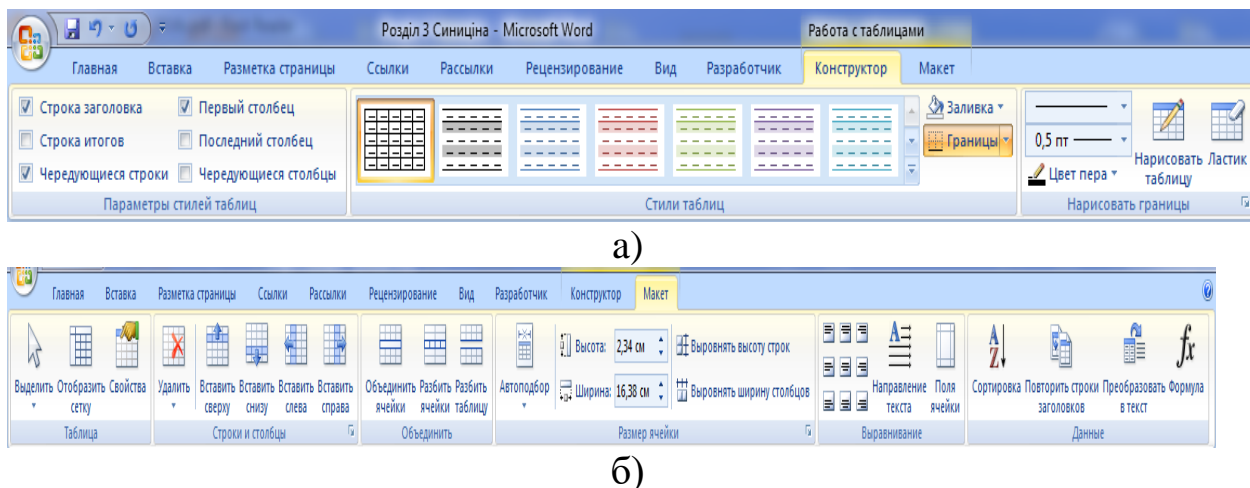 Розділ 3 Синиціна - Microsoft Word Работа с таблицами
Главная Вставка Разметка страницы Ссылки Рассылки Рецензирование Вид Разработчик Конструктор Макет
Строка заголовка Первый столбец Заливка
Строка итогов Последний столбец Границы 0,5 пт
Чередующиеся строки Чередующиеся столбцы Цвет пера Нарисовать таблицу Ластик
Параметры стилей таблиц Стили таблиц Нарисовать границы
а)
Главная Вставка Разметка страницы Ссылки Рассылки Рецензирование Вид Разработчик Конструктор Макет
Высота: 2,34 см Выровнять высоту строк
Выделить Отобразить сетку Свойства Удалить Вставить сверху Вставить снизу Вставить слева Вставить справа Объединить ячейки Разбить ячейки Разбить таблицу Автоподбор Ширина: 16,38 см Выровнять ширину столбцов Направление текста Поля ячейки Сортировка Повторить строки заголовков Преобразовать в текст Формула
Таблица Строки и столбцы Объединить Размер ячейки Выравнивание Данные
б)